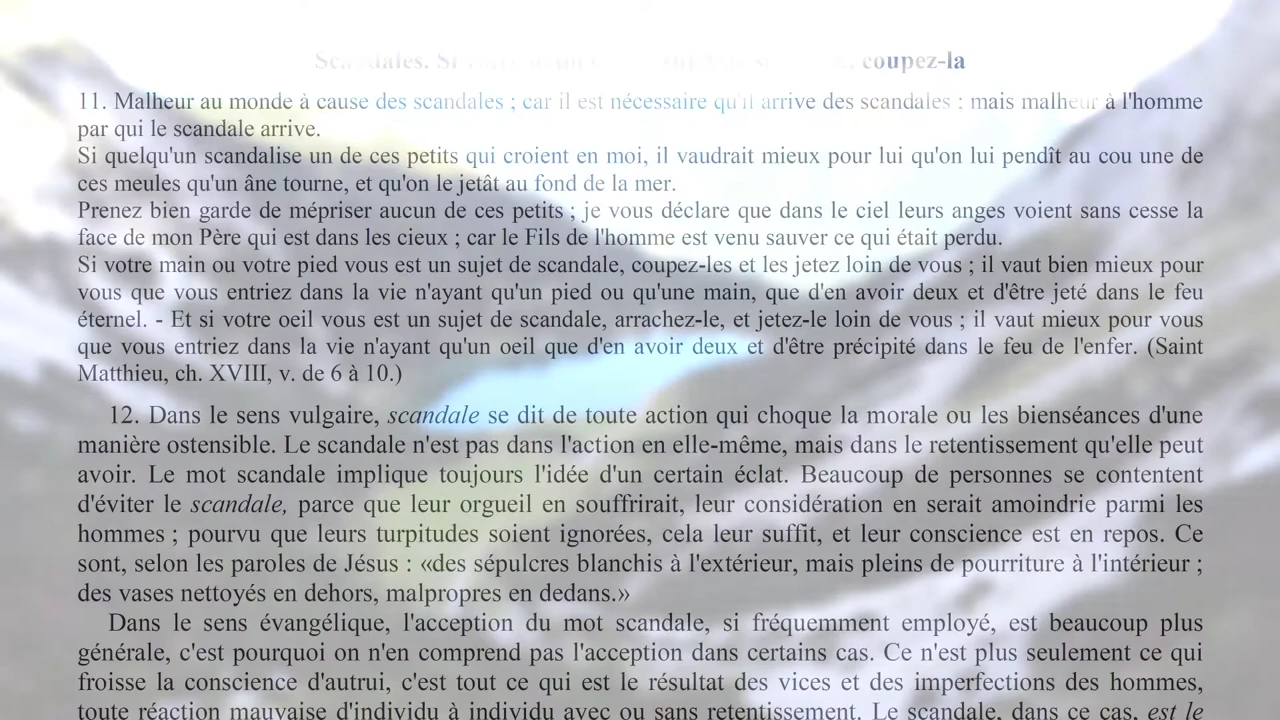 Scandales. Si coupez-la
11. Malheur au monde à cause des scandales ; car il est nécessaire qu'il arrive des scandales : mais malheur à l'homme
par qui le scandale arrive.
Si quelqu'un scandalise un de ces petits qui croient en moi, il vaudrait mieux pour lui qu'on lui pendît au cou une de
ces meules qu'un âne tourne, et qu'on le jetât au fond de la mer.
Prenez bien garde de mépriser aucun de ces petits ; je vous déclare que dans le ciel leurs anges voient sans cesse la
face de mon Père qui est dans les cieux ; car le Fils de l'homme est venu sauver ce qui était perdu.
Si votre main ou votre pied vous est un sujet de scandale, coupez-les et les jetez loin de vous ; il vaut bien mieux pour
vous que vous entriez dans la vie n'ayant qu'un pied ou qu'une main, que d'en avoir deux et d'être jeté dans le feu
éternel. - Et si votre oeil vous est un sujet de scandale, arrachez-le, et jetez-le loin de vous ; il vaut mieux pour vous
que vous entriez dans la vie n'ayant qu'un oeil que d'en avoir deux et d'être précipité dans le feu de l'enfer. (Saint
Matthieu, ch. XVIII, v. de 6 à 10.)
12. Dans le sens vulgaire, scandale se dit de toute action qui choque la morale ou les bienséances d'une
manière ostensible. Le scandale n'est pas dans l'action en elle-même, mais dans le retentissement qu'elle peut
avoir. Le mot scandale implique toujours l'idée d'un certain éclat. Beaucoup de personnes se contentent
d'éviter le scandale, parce que leur orgueil en souffrirait, leur considération en serait amoindrie parmi les
hommes ; pourvu que leurs turpitudes soient ignorées, cela leur suffit, et leur conscience est en repos. Ce
sont, selon les paroles de Jésus : «des sépulcres blanchis à l'extérieur, mais pleins de pourriture à l'intérieur ;
des vases nettoyés en dehors, malpropres en dedans.»
Dans le sens évangélique, l'acception du mot scandale, si fréquemment employé, est beaucoup plus
générale, c'est pourquoi on n'en comprend pas l'acception dans certains cas. Ce n'est plus seulement ce qui
froisse la conscience d'autrui, c'est tout ce qui est le résultat des vices et des imperfections des hommes,
toute réaction mauvaise d'individu à individu avec ou sans retentissement. Le scandale, dans ce cas, est le